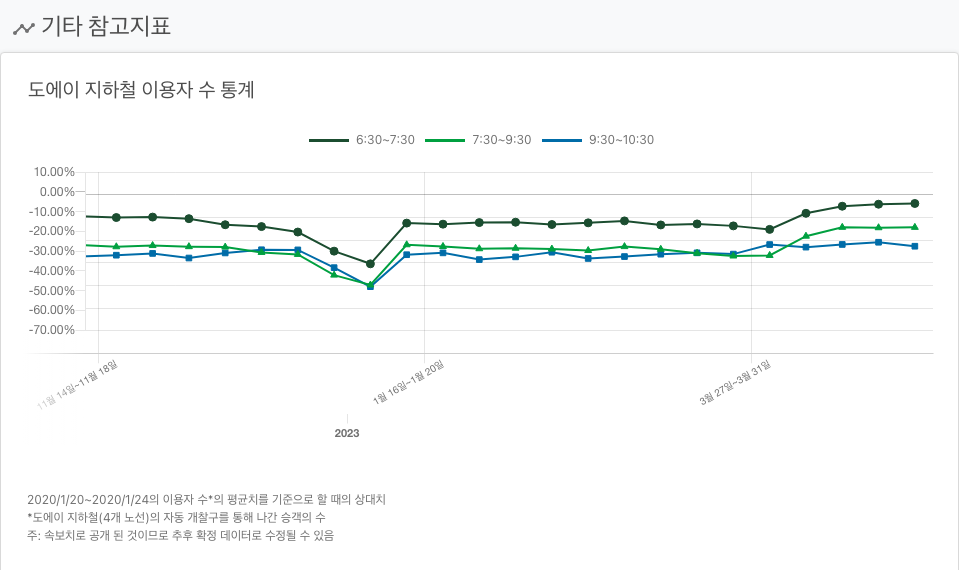 기타 참고지표
도에이 지하철 이용자 수 통계
6:30~7:30 7:30~9:30 9:30~10:30
10.00%
0.00%
-10.00%
-20.00%
-30.00%
-40.00%
-50.00%
-60.00%
-70.00%
11월 14일~11월 18일 1월 16일~1월 20일 3월 27일~3월 31일
2023
2020/1/20~2020/1/24의 이용자 수*의 평균치를 기준으로 할 때의 상대치
*도에이 지하철(4개 노선)의 자동 개찰구를 통해 나간 승객의 수
주: 속보치로 공개 된 것이므로 추후 확정 데이터로 수정될 수 있음